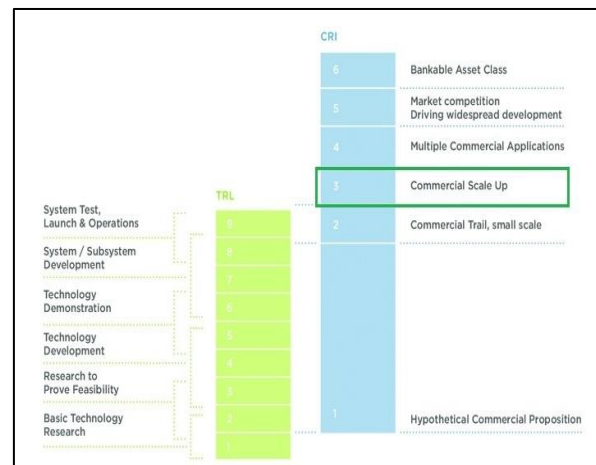 CRI
6
Bankable Asset Class
5
Market competition
Driving widespread development
4
Multiple Commercial Applications
3
Commercial Scale Up
2
Commercial Trail, small scale
1
Hypothetical Commercial Proposition
TRL
9
8
7
6
5
4
3
2
1
System Test,
Launch & Operations
System / Subsystem
Development
Technology
Demonstration
Technology
Development
Research to
Prove Feasibility
Basic Technology
Research